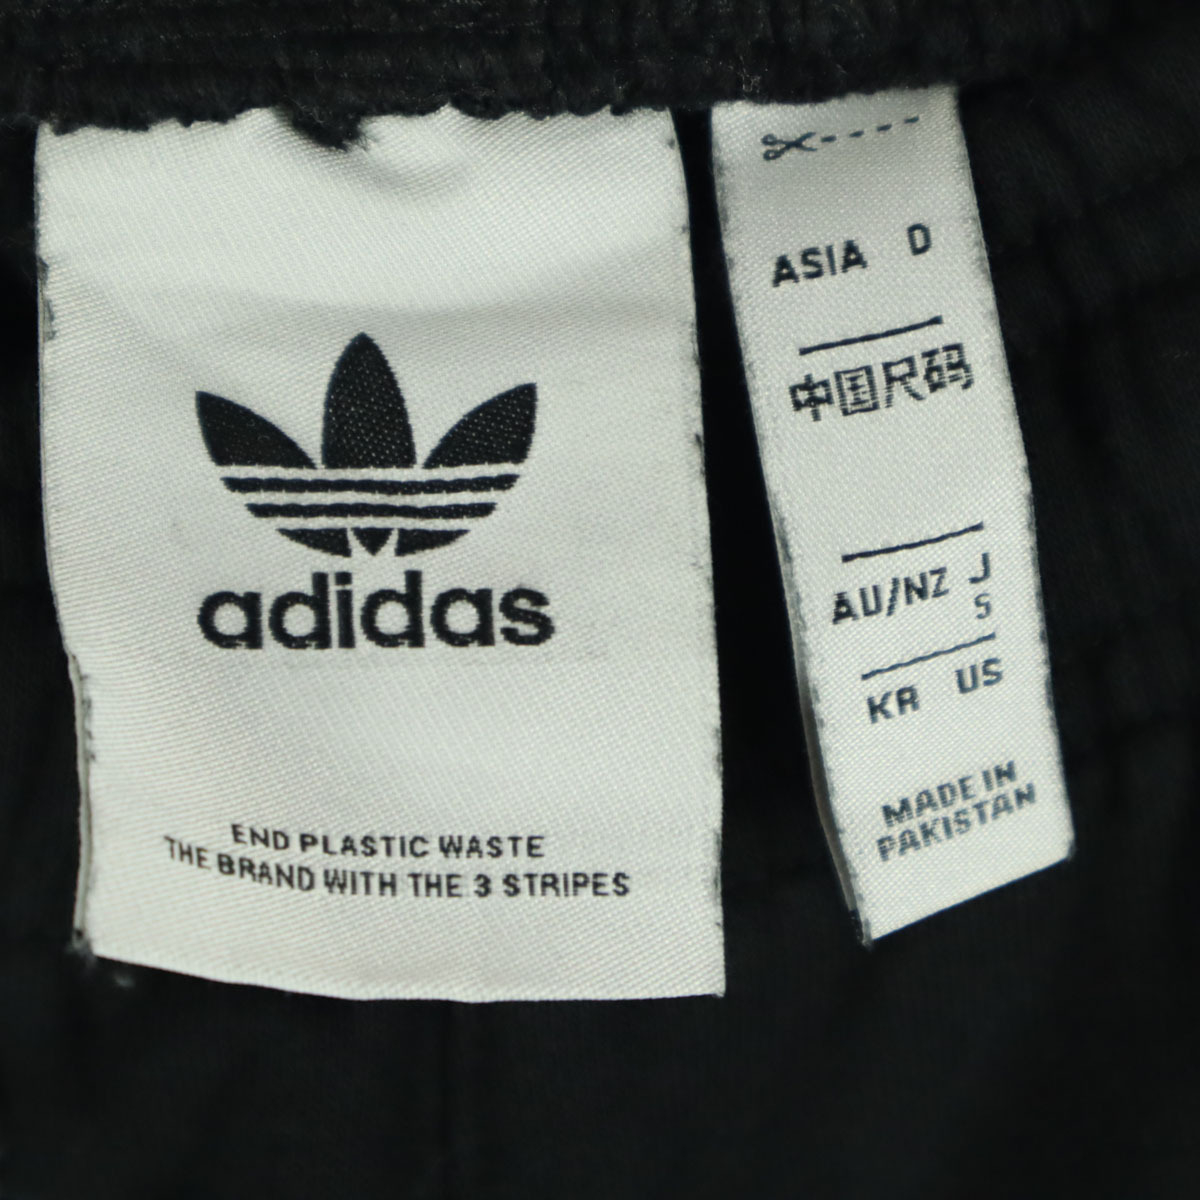 adidas
END PLASTIC WASTE
THE BRAND WITH THE 3 STRIPES
ASIA D
中国尺码
AU/NZ J
S
KR US
MADE IN
PAKISTAN